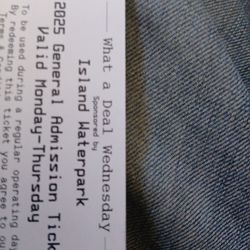 What a Deal Wednesday
Sponsored by
Island Waterpark
2025 General Admission Tick
Valid Monday-Thursday
To be used during a regular operating da
By redeeming this ticket you agree to ou